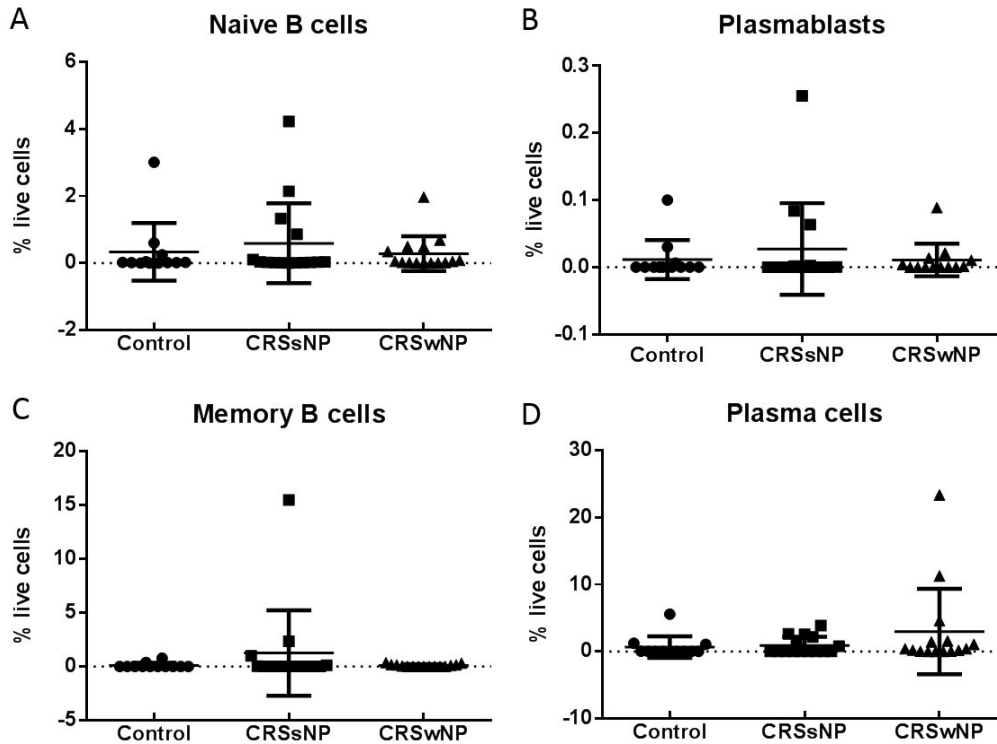 A
Naive B cells
% live cells
6
4
2
0
-2
Control
CRSsNP
CRSwNP
B
Plasmablasts
% live cells
0.3
0.2
0.1
0.0
-0.1
Control
CRSsNP
CRSwNP
C
Memory B cells
% live cells
20
15
10
5
0
-5
Control
CRSsNP
CRSwNP
D
Plasma cells
% live cells
30
20
10
0
-10
Control
CRSsNP
CRSwNP